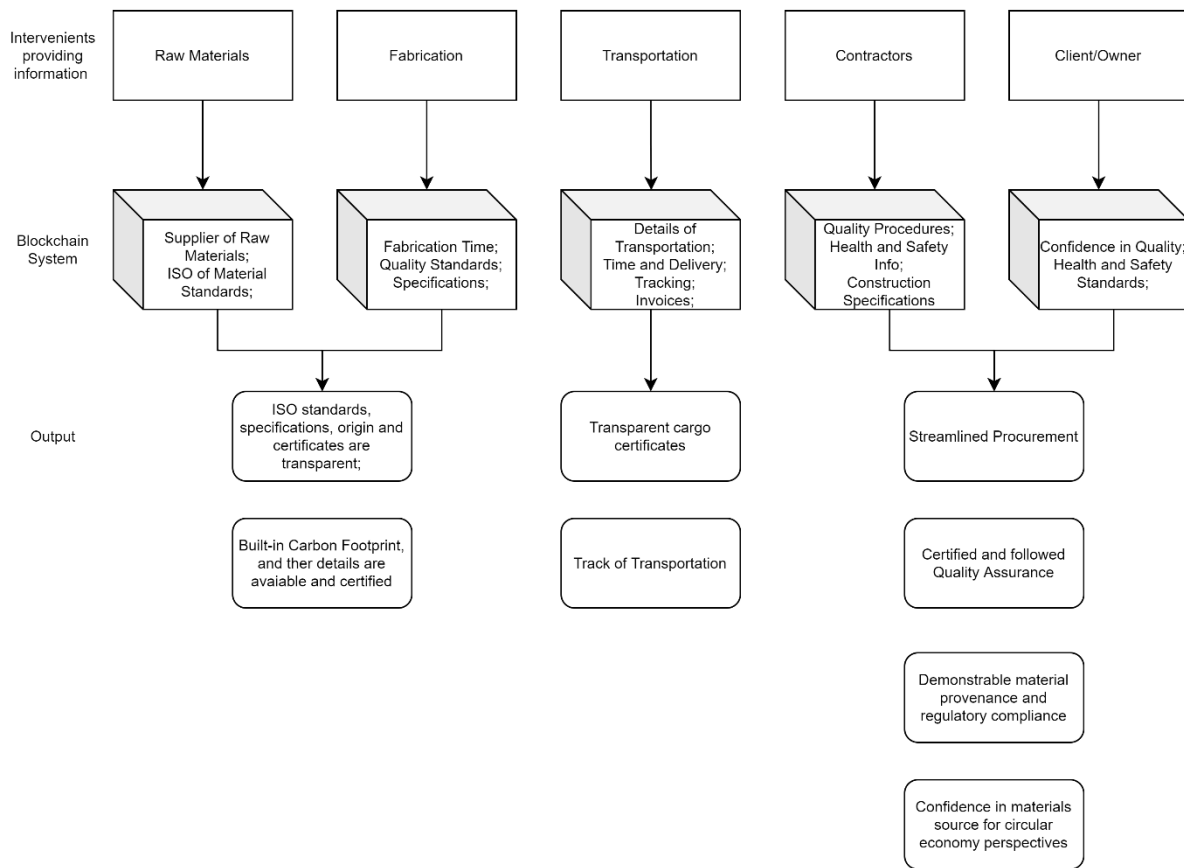 Intervenients
providing
information
Raw Materials
Fabrication
Transportation
Contractors
Client/Owner
Blockchain
System
Supplier of Raw
Materials;
ISO of Material
Standards;
Fabrication Time;
Quality Standards;
Specifications;
Details of
Transportation;
Time and Delivery;
Tracking;
Invoices;
Quality Procedures;
Health and Safety
Info;
Construction
Specifications
Confidence in Quality;
Health and Safety
Standards;
Output
ISO standards,
specifications, origin and
certificates are
transparent;
Transparent cargo
certificates
Streamlined Procurement
Built-in Carbon Footprint,
and ther details are
avaiable and certified
Track of Transportation
Certified and followed
Quality Assurance
Demonstrable material
provenance and
regulatory compliance
Confidence in materials
source for circular
economy perspectives